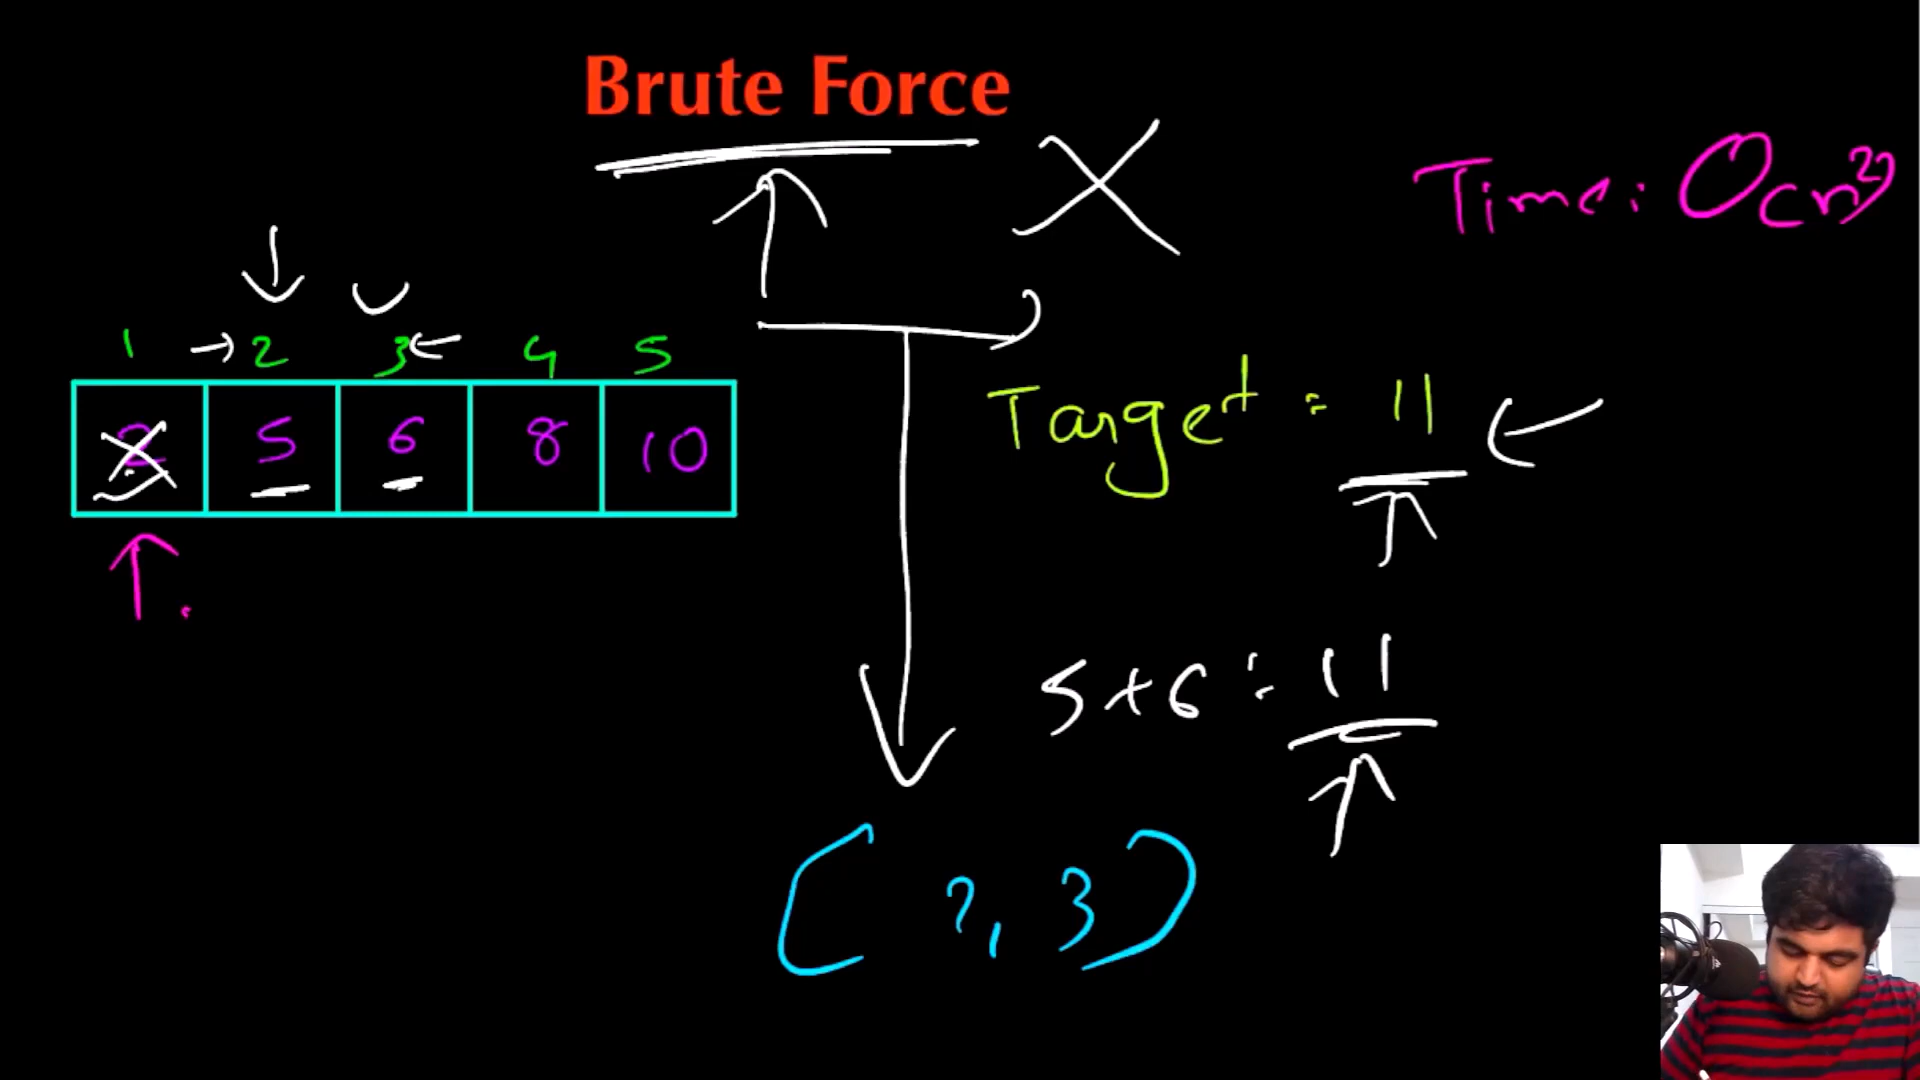 Brute Force
Time: O(n²)
1 2 3 4 5
2 5 6 8 10
Target = 11
5+6 = 11
(2, 3)